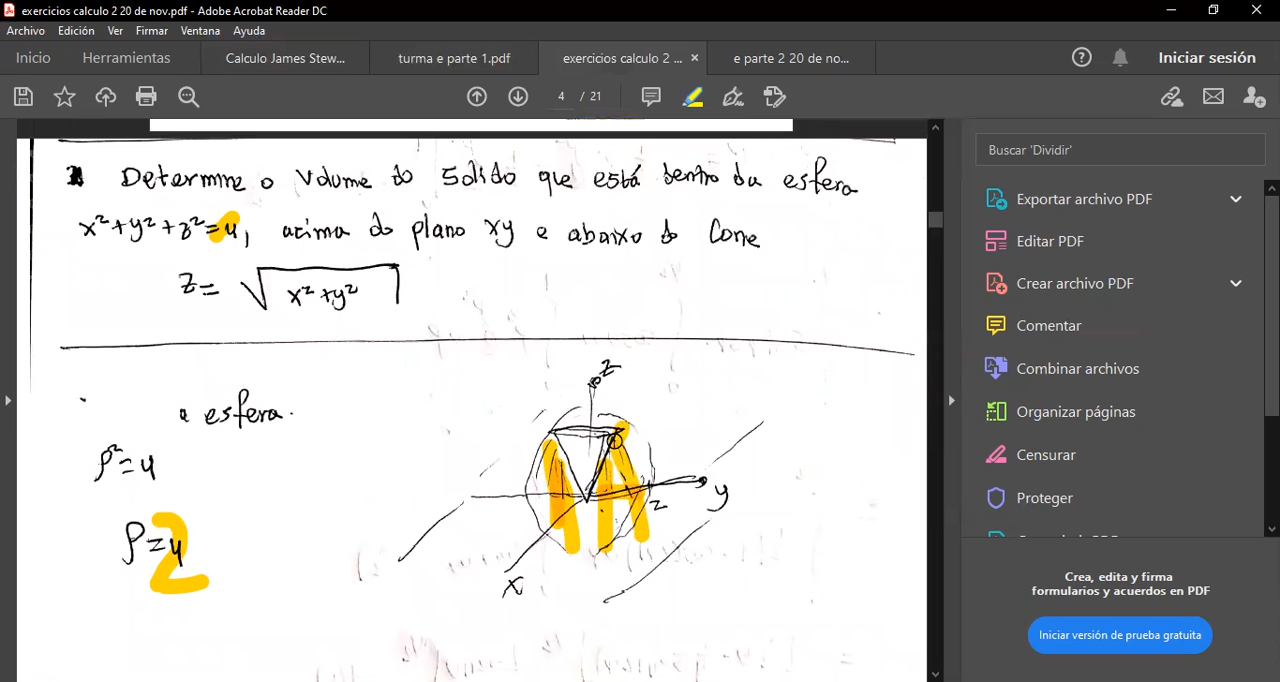 exercicios calculo 2 20 de nov.pdf - Adobe Acrobat Reader DC
Archivo Edición Ver Firmar Ventana Ayuda
Inicio Herramientas Calculo James Stew... turma e parte 1.pdf exercicios calculo 2 ... × e parte 2 20 de no... Iniciar sesión
4 / 21
Determine o volume do solido que está dentro da esfera
x²+y²+z²=4, acima do plano xy e abaixo do cone
z= √x²+y²
a esfera.
ρ²=4
ρ=4
2
z
y
2
x
Buscar 'Dividir'
Exportar archivo PDF
Editar PDF
Crear archivo PDF
Comentar
Combinar archivos
Organizar páginas
Censurar
Proteger
Crea, edita y firma
formularios y acuerdos en PDF
Iniciar versión de prueba gratuita